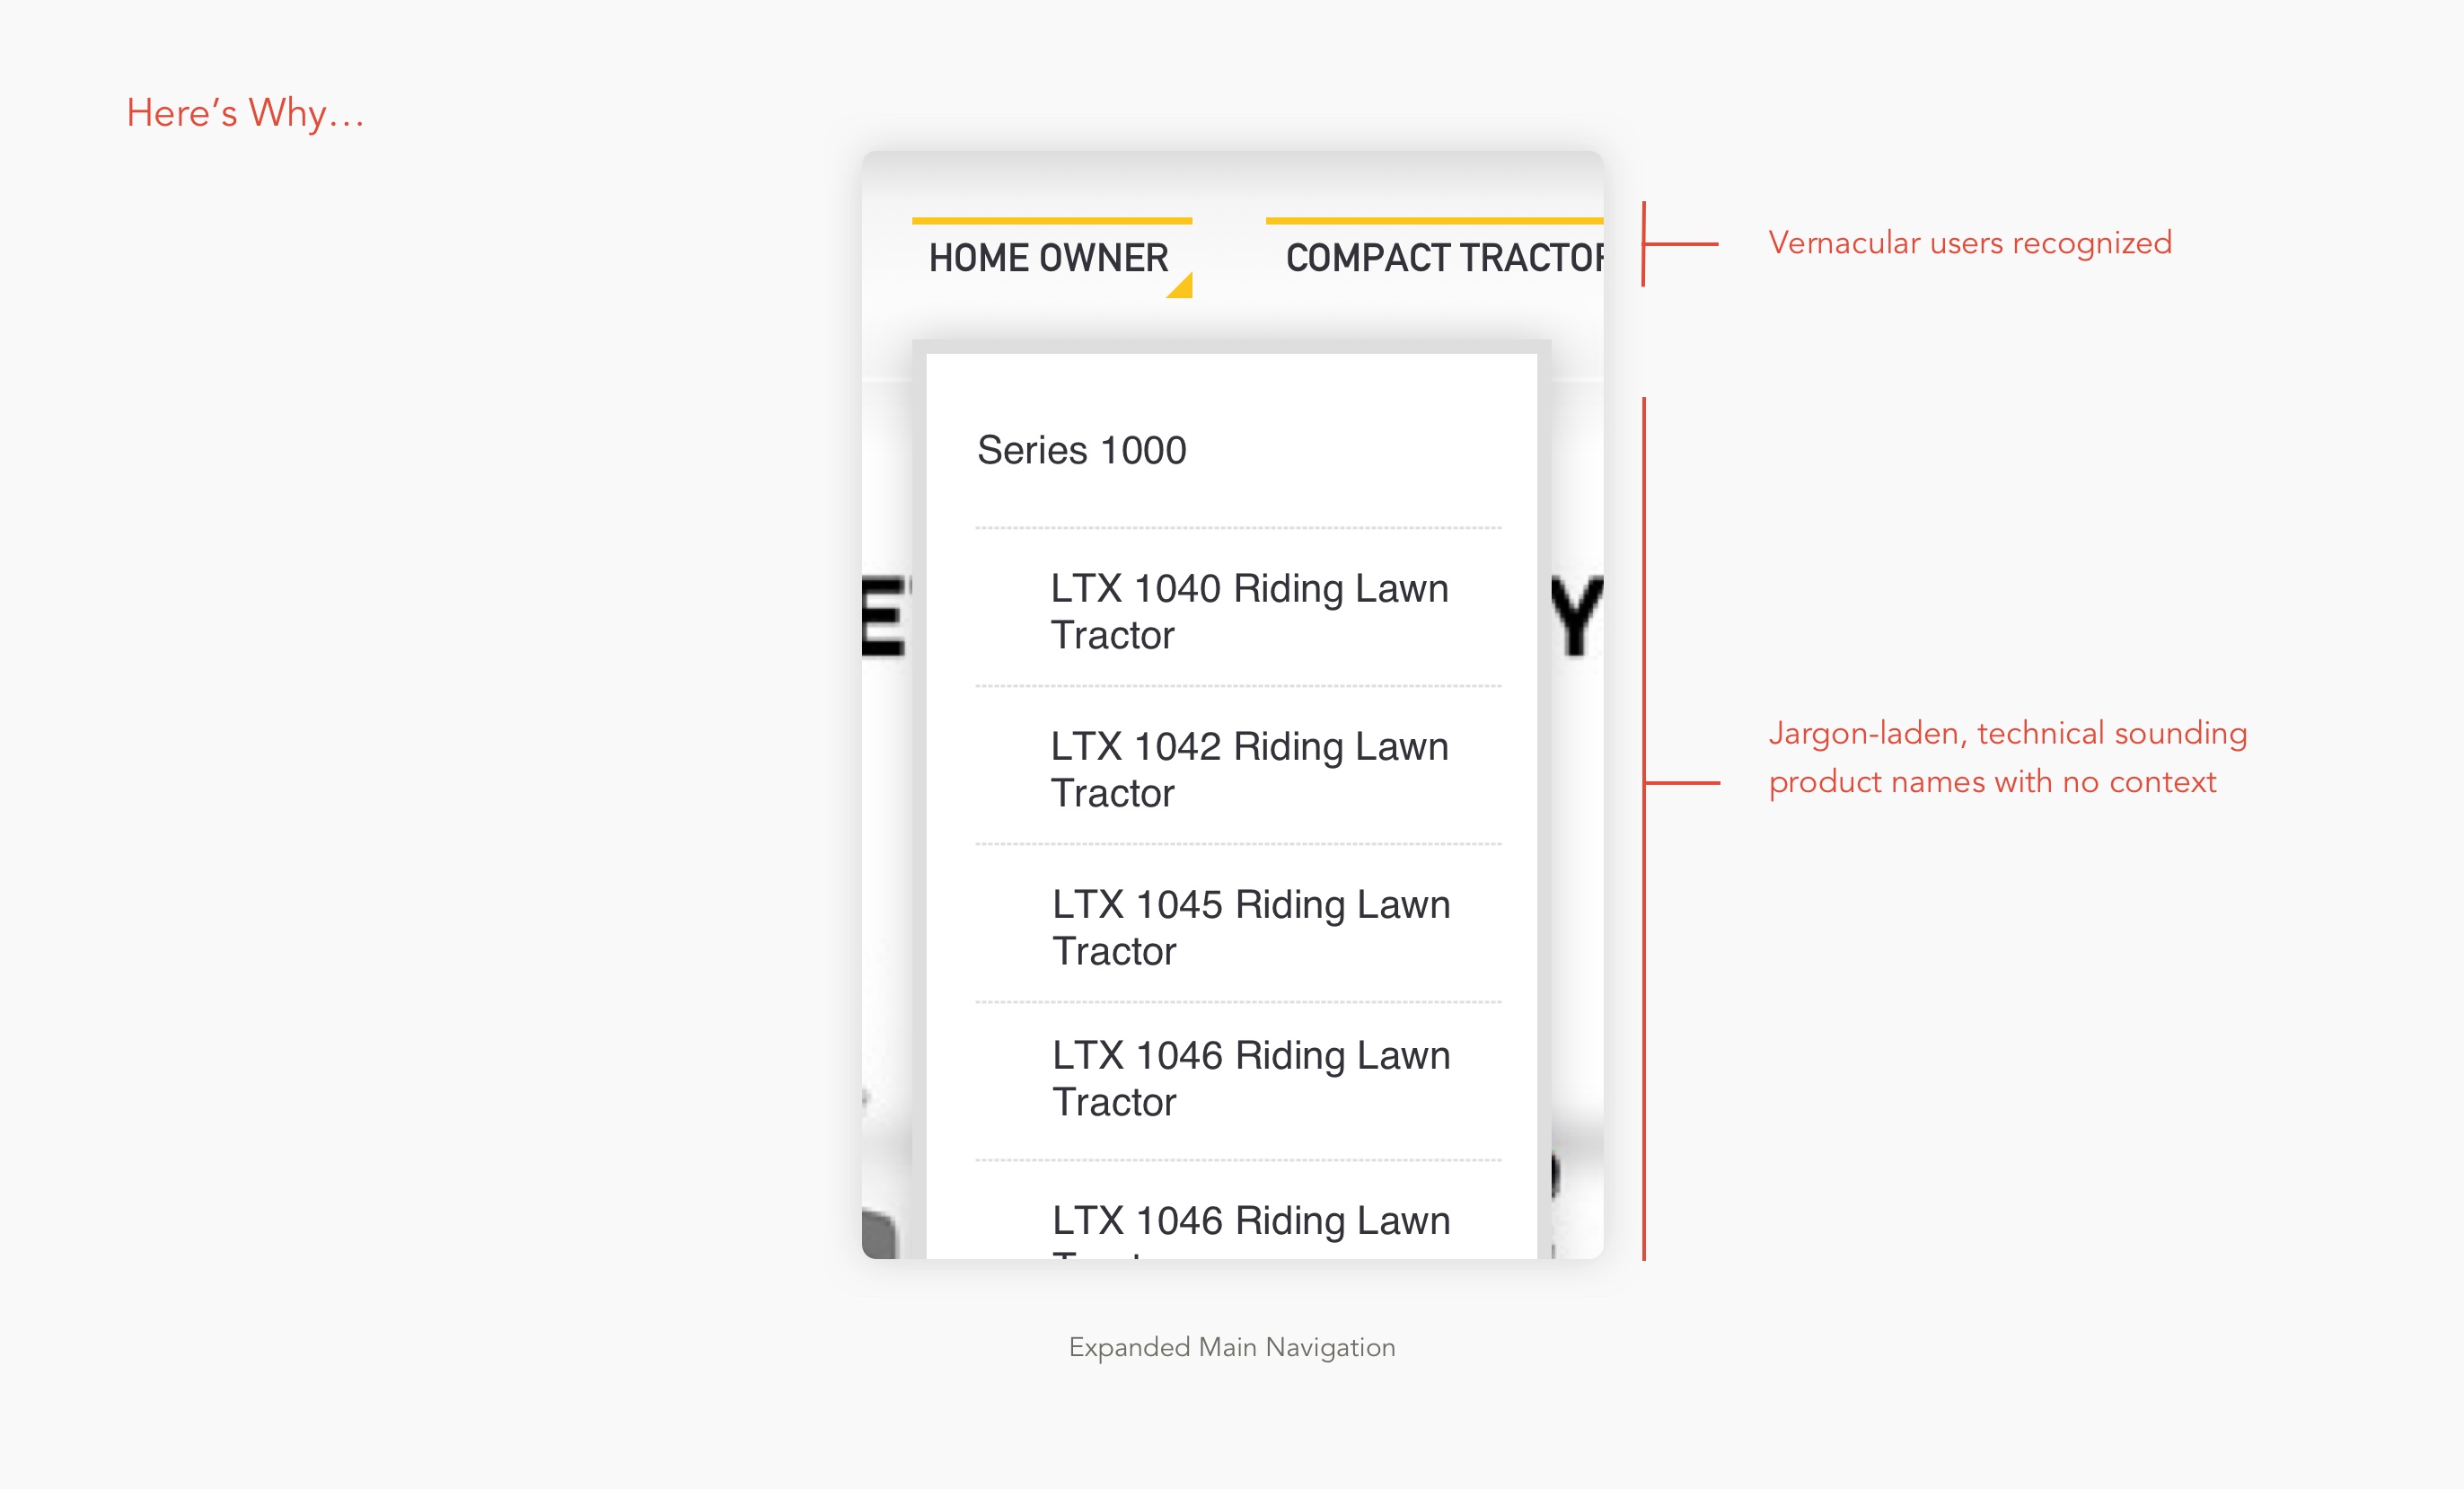 Here’s Why…
HOME OWNER
COMPACT TRACTOR
Vernacular users recognized
Series 1000
LTX 1040 Riding Lawn
Tractor
LTX 1042 Riding Lawn
Tractor
Jargon-laden, technical sounding
product names with no context
LTX 1045 Riding Lawn
Tractor
LTX 1046 Riding Lawn
Tractor
LTX 1046 Riding Lawn
Expanded Main Navigation